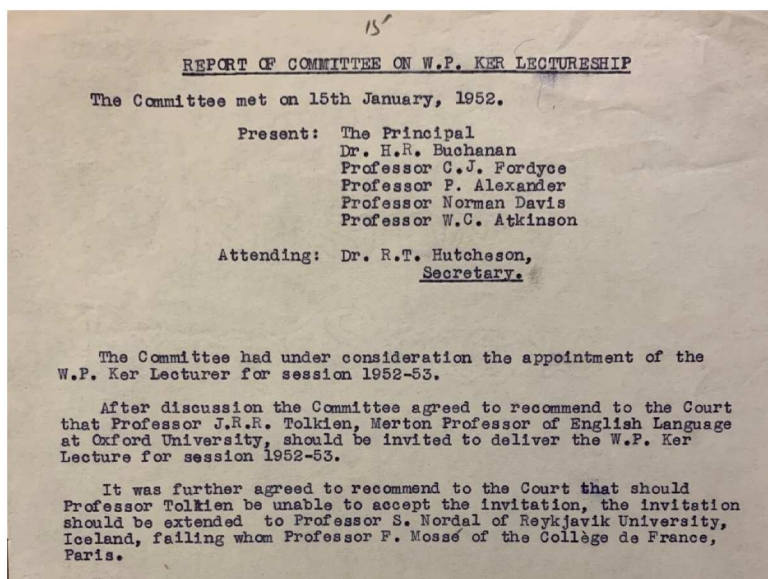 15
REPORT OF COMMITTEE ON W.P. KER LECTURESHIP
The Committee met on 15th January, 1952.
Present: The Principal
Dr. H.R. Buchanan
Professor C.J. Fordyce
Professor P. Alexander
Professor Norman Davis
Professor W.C. Atkinson
Attending: Dr. R.T. Hutcheson,
Secretary.
The Committee had under consideration the appointment of the
W.P. Ker Lecturer for session 1952-53.
After discussion the Committee agreed to recommend to the Court
that Professor J.R.R. Tolkien, Merton Professor of English Language
at Oxford University, should be invited to deliver the W.P. Ker
Lecture for session 1952-53.
It was further agreed to recommend to the Court that should
Professor Tolkien be unable to accept the invitation, the invitation
should be extended to Professor S. Nordal of Reykjavik University,
Iceland, failing whom Professor F. Mossé of the Collège de France,
Paris.